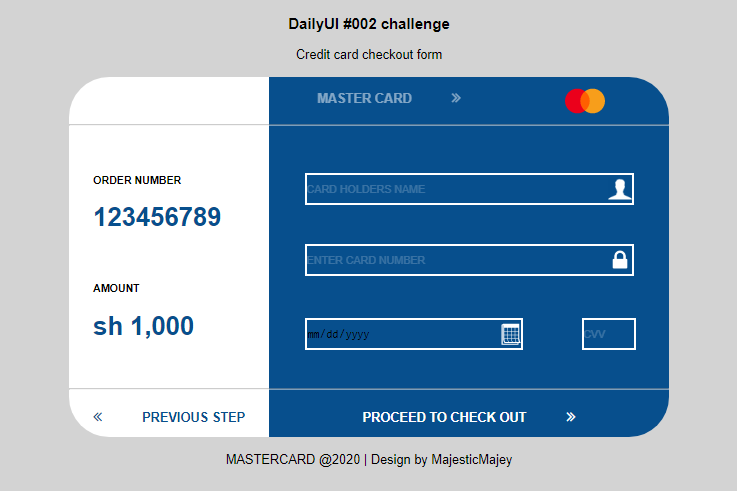 DailyUI #002 challenge
Credit card checkout form
MASTER CARD »
ORDER NUMBER
123456789
AMOUNT
sh 1,000
CARD HOLDERS NAME
ENTER CARD NUMBER
mm/dd/yyyy
CVV
« PREVIOUS STEP
PROCEED TO CHECK OUT »
MASTERCARD @2020 | Design by MajesticMajey